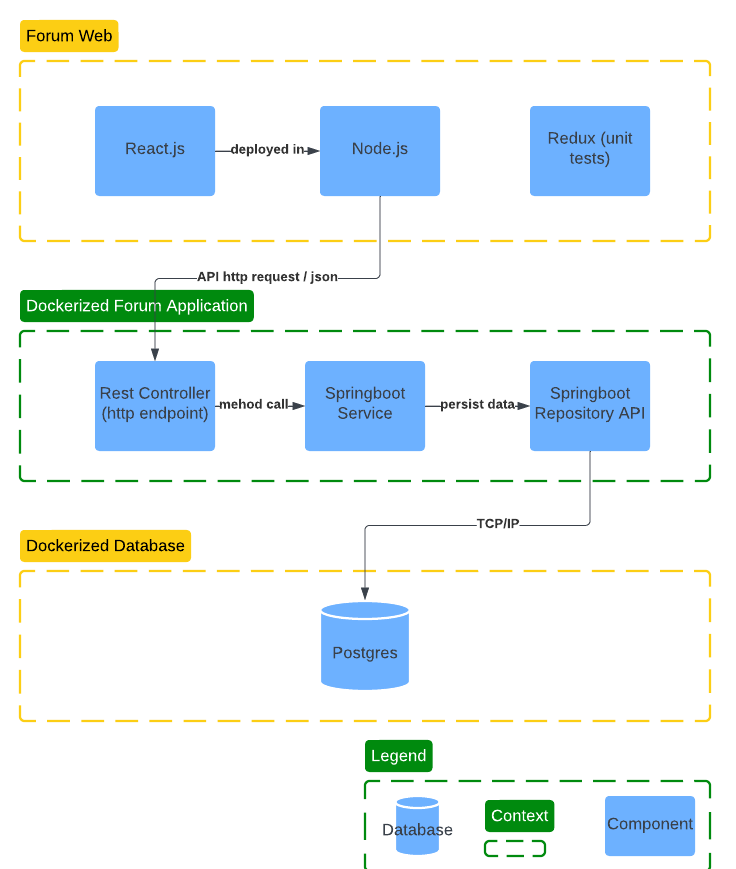 Forum Web
React.js
deployed in
Node.js
Redux (unit
tests)
API http request / json
Dockerized Forum Application
Rest Controller
(http endpoint)
mehod call
Springboot
Service
persist data
Springboot
Repository API
TCP/IP
Dockerized Database
Postgres
Legend
Database
Context
Component